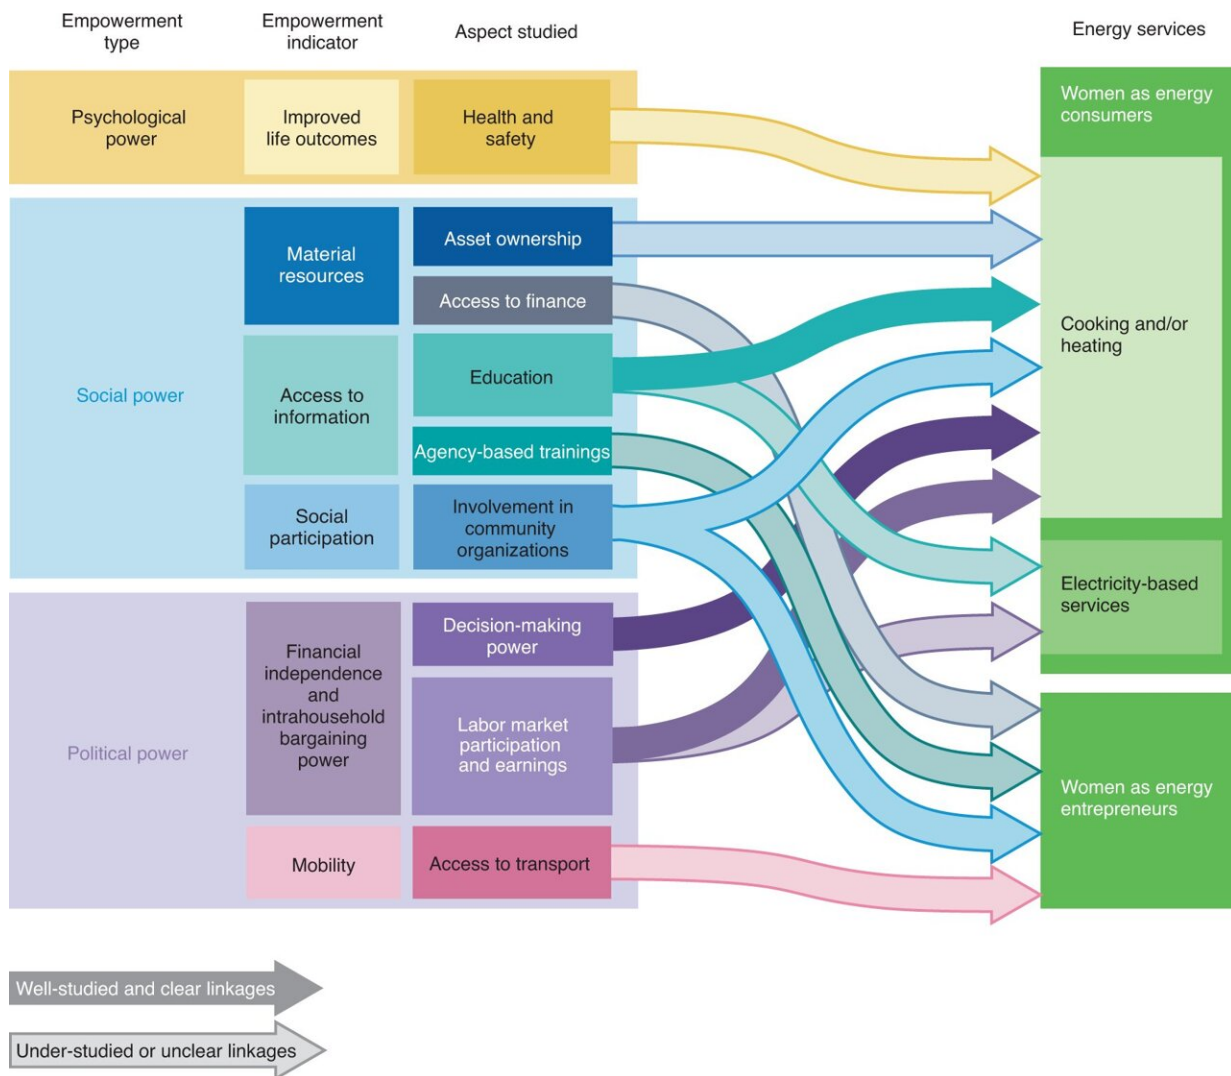 Empowerment
type
Empowerment
indicator
Aspect studied
Energy services
Psychological
power
Improved
life outcomes
Health and
safety
Women as energy
consumers
Social power
Material
resources
Asset ownership
Access to finance
Cooking and/or
heating
Access to
information
Education
Agency-based trainings
Social
participation
Involvement in
community
organizations
Electricity-based
services
Political power
Financial
independence
and
intrahousehold
bargaining
power
Decision-making
power
Labor market
participation
and earnings
Women as energy
entrepreneurs
Mobility
Access to transport
Well-studied and clear linkages
Under-studied or unclear linkages